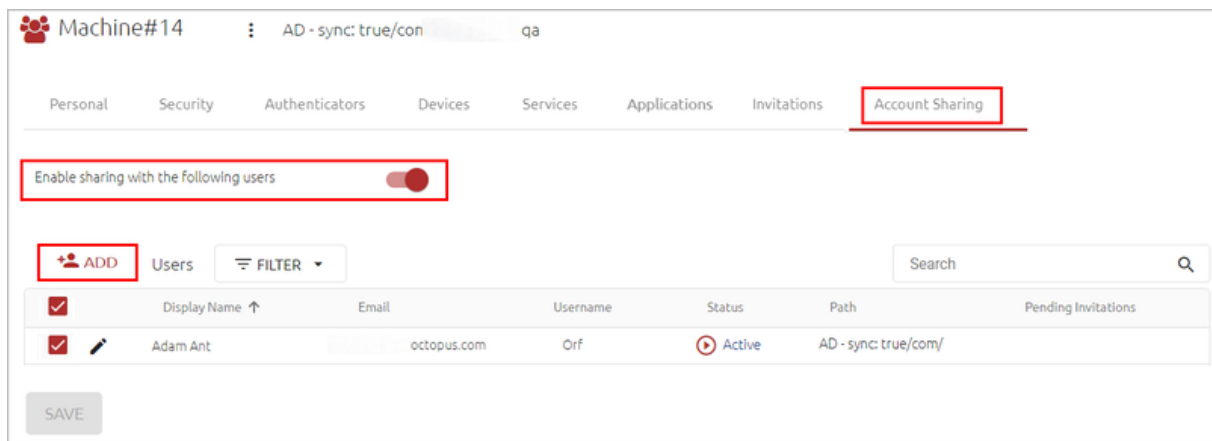 Machine#14 AD - sync: true/com qa
Personal Security Authenticators Devices Services Applications Invitations Account Sharing
Enable sharing with the following users
ADD Users FILTER Search
Display Name Email Username Status Path Pending Invitations
Adam Ant octopus.com Orf Active AD - sync: true/com/
SAVE